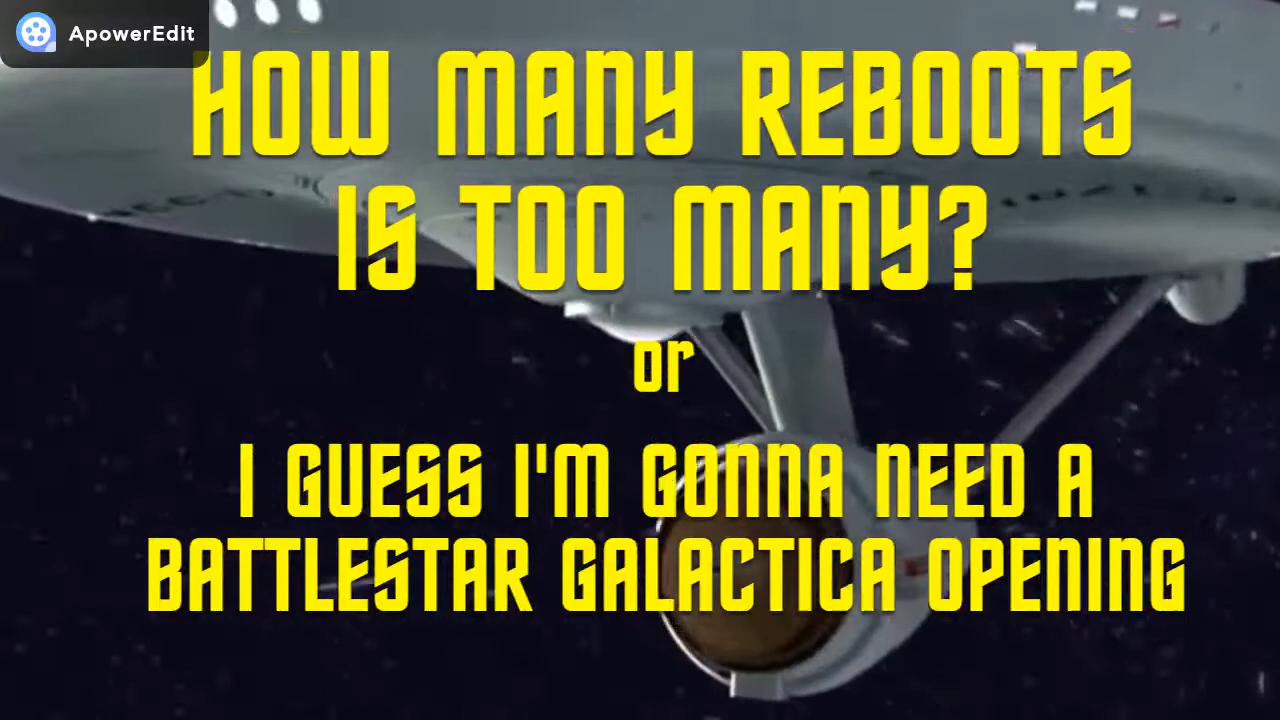 ApowerEdit
HOW MANY REBOOTS
IS TOO MANY?
or
I GUESS I'M GONNA NEED A
BATTLESTAR GALACTICA OPENING